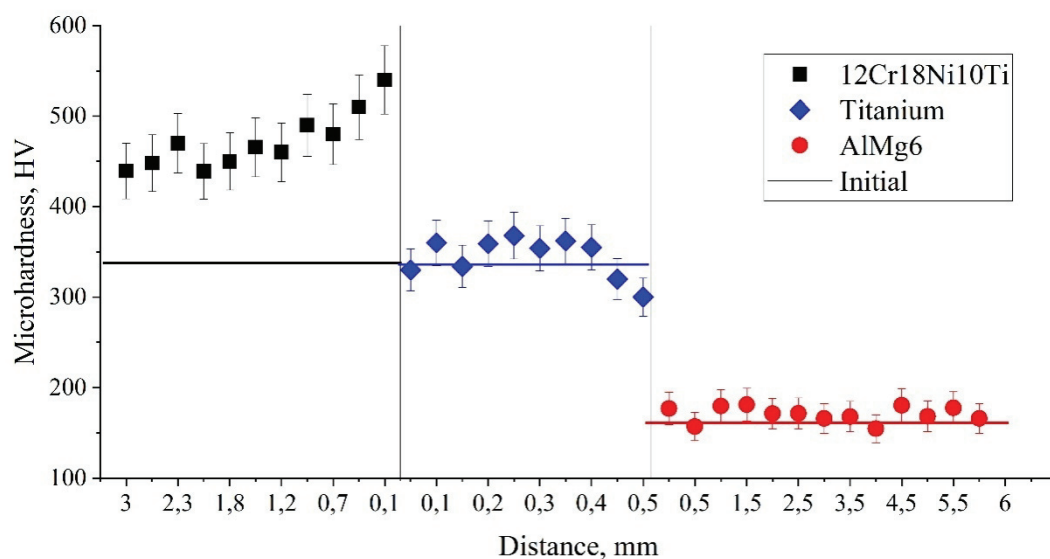 600
500
400
300
200
100
Microhardness, HV
12Cr18Ni10Ti
Titanium
AlMg6
Initial
3 2,3 1,8 1,2 0,7 0,1 0,1 0,2 0,3 0,4 0,5 0,5 1,5 2,5 3,5 4,5 5,5 6
Distance, mm